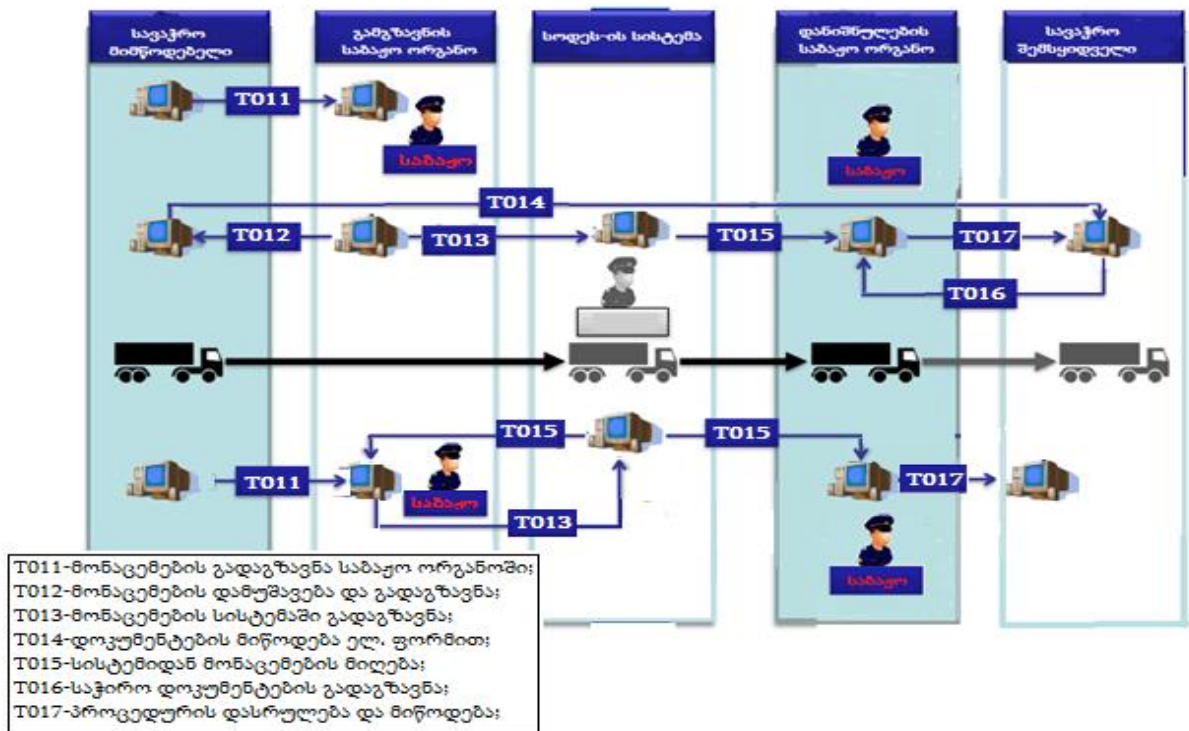 სავაჭრო
მიმწოდებელი
გამგზავნის
საბაჟო ორგანო
სოდეს-ის სისტემა
დანიშნულების
საბაჟო ორგანო
სავაჭრო
შემსყიდველი
T011
საბაჟო
საბაჟო
T014
T012
T013
T015
T017
T016
T015
T015
T011
საბაჟო
T013
T017
საბაჟო
T011-მონაცემების გადაგზავნა საბაჟო ორგანოში;
T012-მონაცემების დამუშავება და გადაგზავნა;
T013-მონაცემების სისტემაში გადაგზავნა;
T014-დოკუმენტების მიწოდება ელ. ფორმით;
T015-სისტემიდან მონაცემების მიღება;
T016-საჭირო დოკუმენტების გადაგზავნა;
T017-პროცედურის დასრულება და მიწოდება;